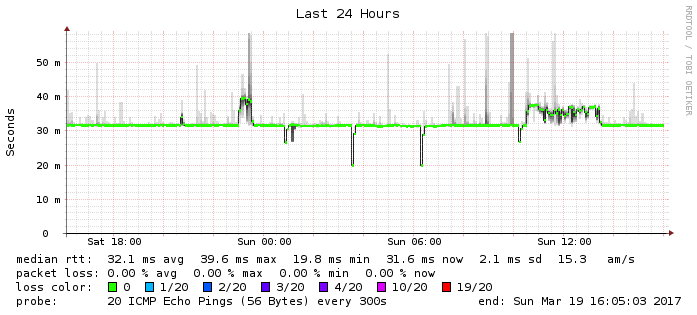 Last 24 Hours
RRDTOOL / TOBI OETIKER
Seconds
50 m
40 m
30 m
20 m
10 m
0
Sat 18:00 Sun 00:00 Sun 06:00 Sun 12:00
median rtt: 32.1 ms avg 39.6 ms max 19.8 ms min 31.6 ms now 2.1 ms sd 15.3 am/s
packet loss: 0.00 % avg 0.00 % max 0.00 % min 0.00 % now
loss color: 0 1/20 2/20 3/20 4/20 10/20 19/20
probe: 20 ICMP Echo Pings (56 Bytes) every 300s end: Sun Mar 19 16:05:03 2017